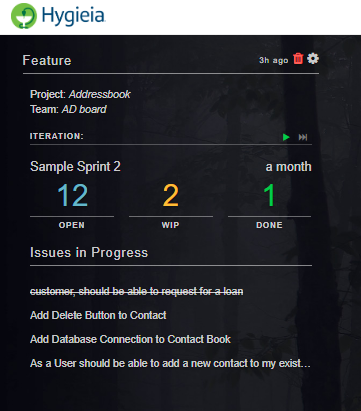 Hygieia
Feature 3h ago
Project: Addressbook
Team: AD board
ITERATION:
Sample Sprint 2 a month
12 2 1
OPEN WIP DONE
Issues in Progress
customer, should be able to request for a loan
Add Delete Button to Contact
Add Database Connection to Contact Book
As a User should be able to add a new contact to my exist...